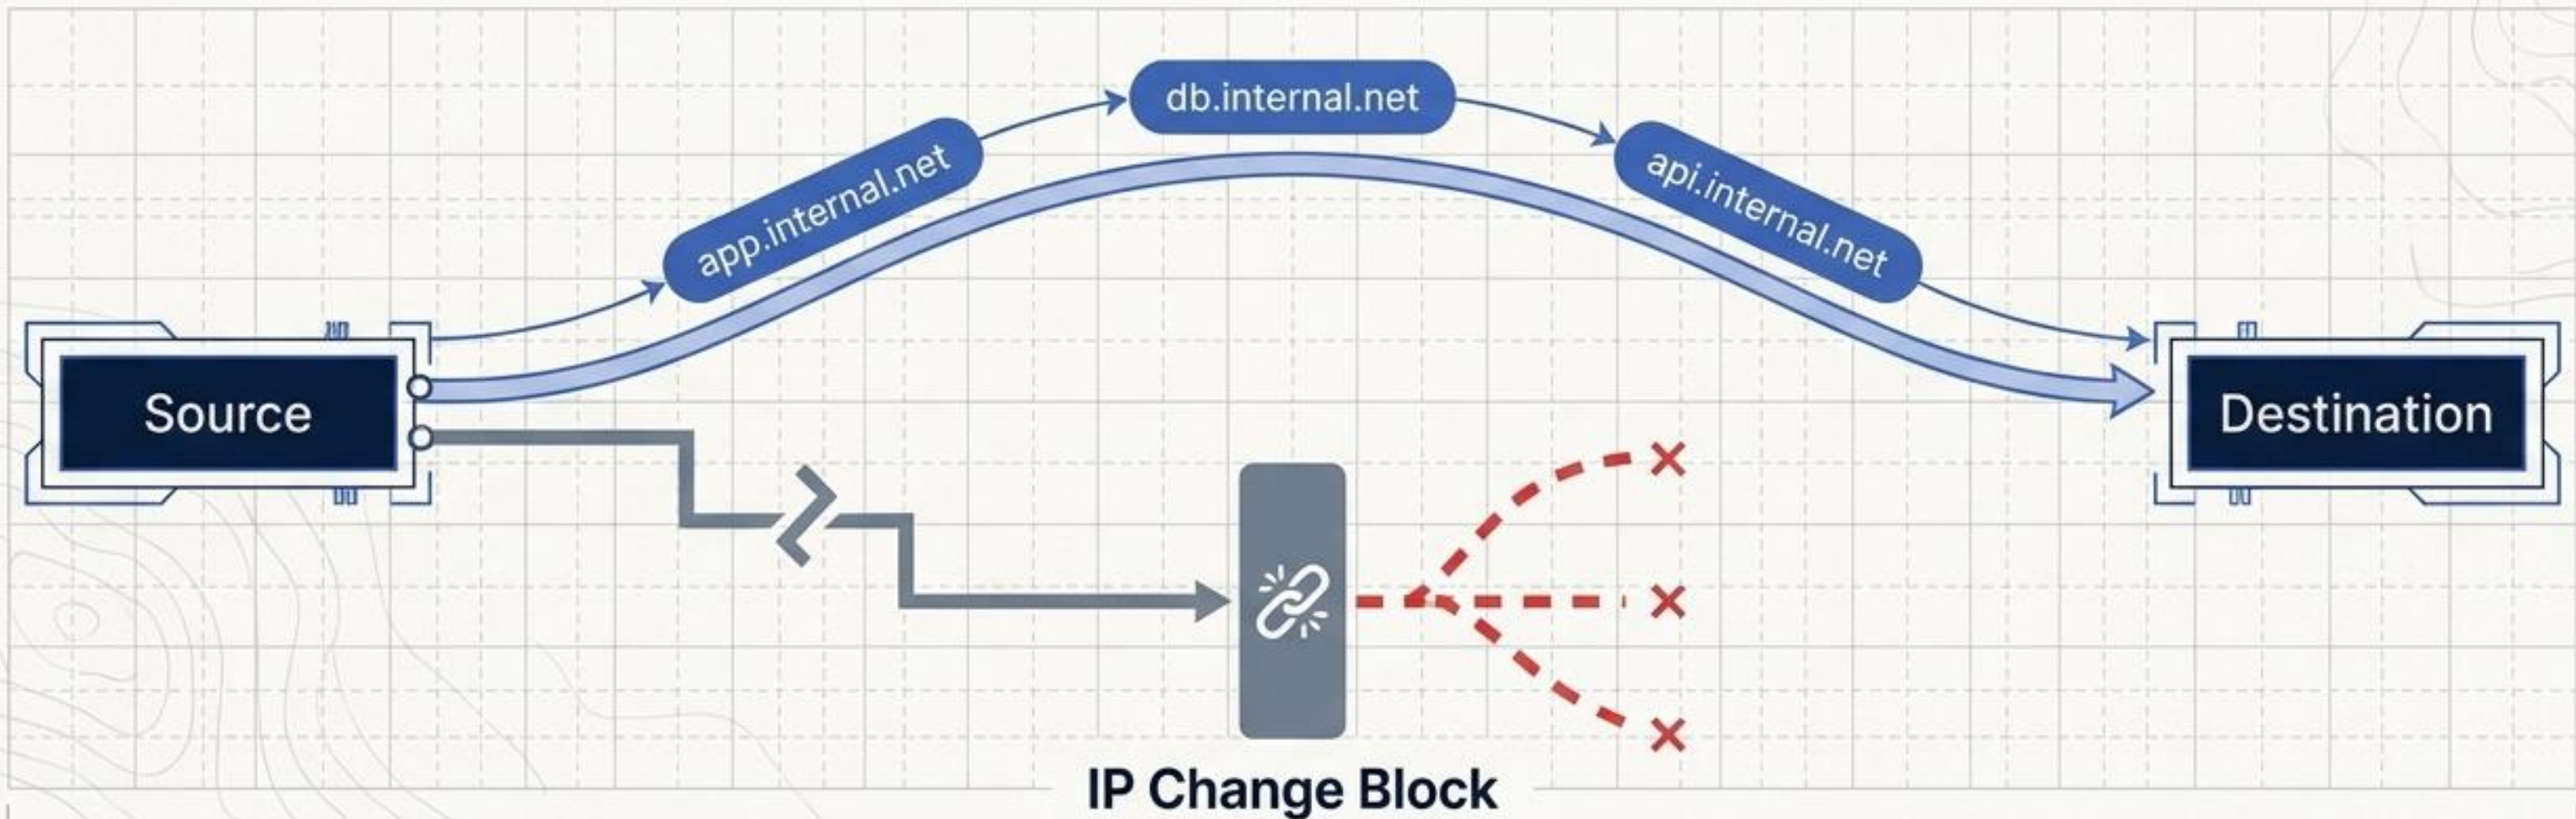 db.internal.net
app.internal.net
api.internal.net
Source
Destination
IP Change Block